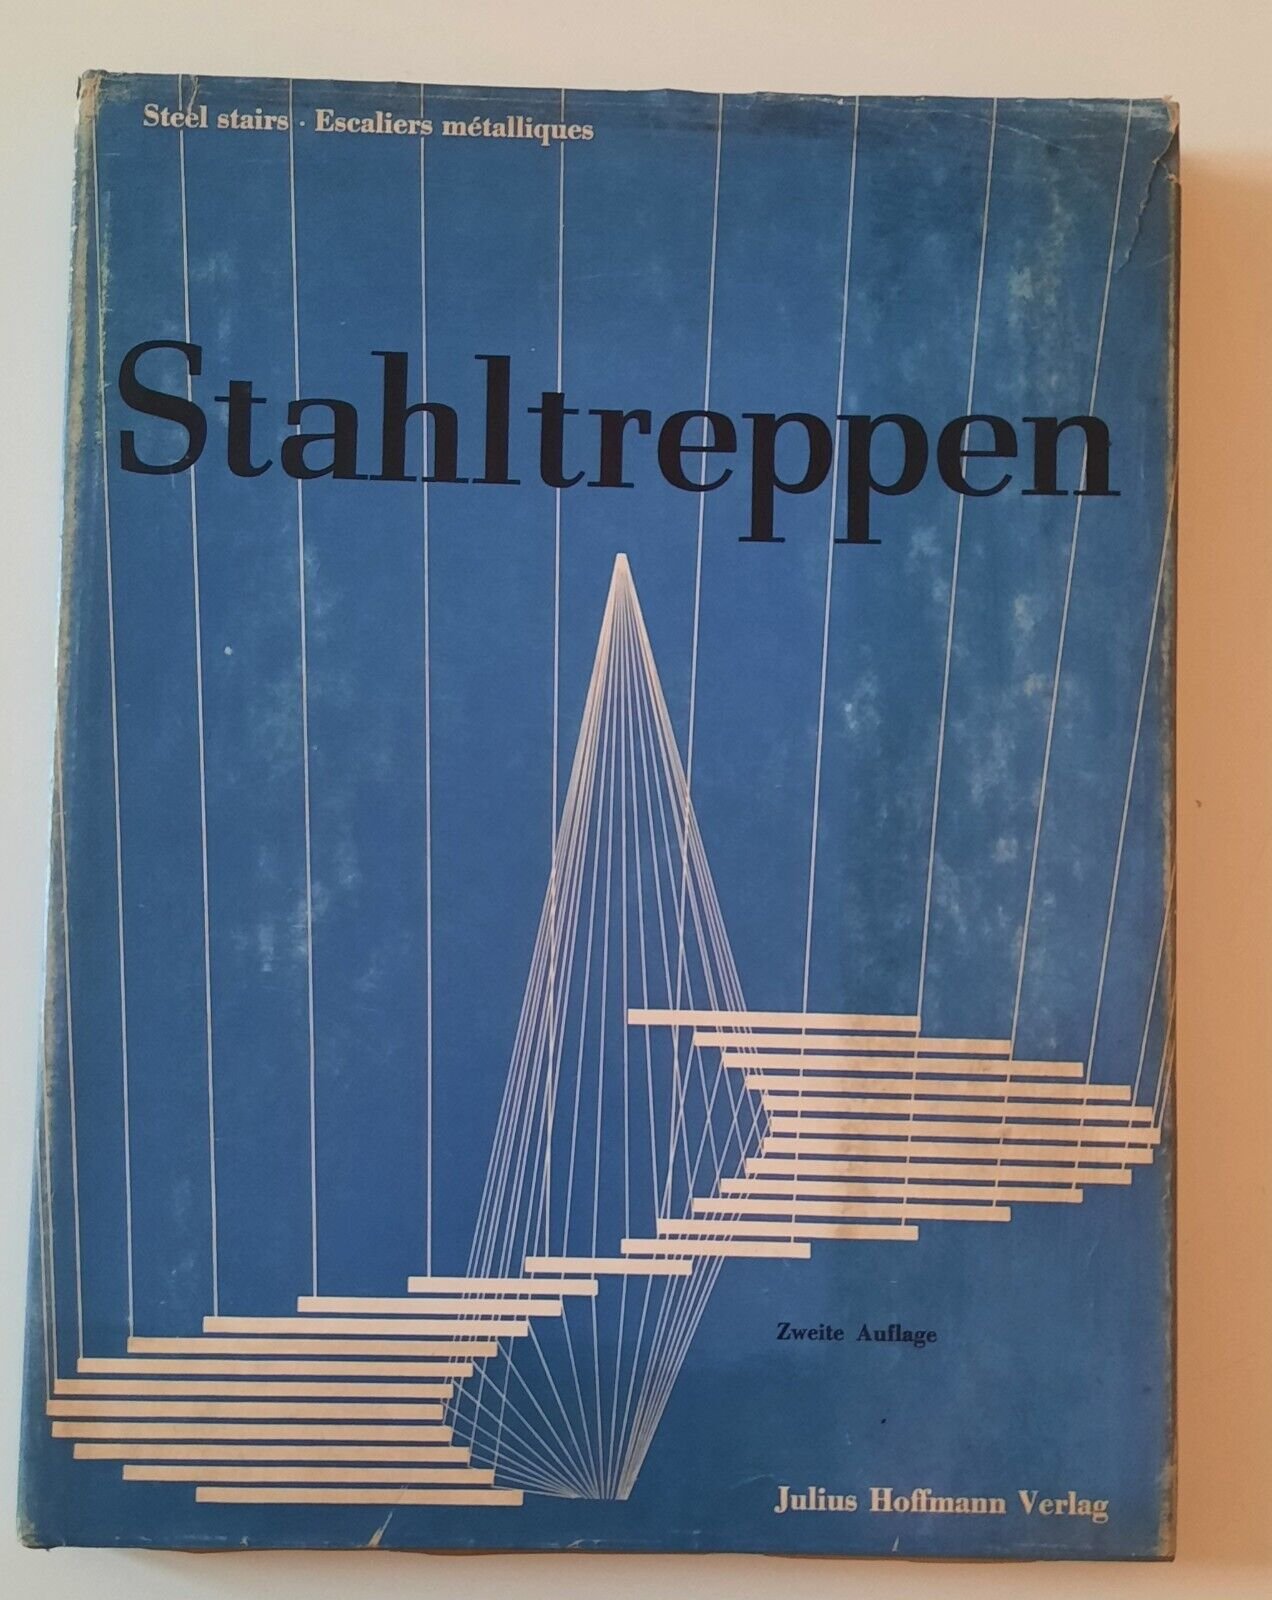 Steel stairs · Escaliers métalliques
Stahltreppen
Zweite Auflage
Julius Hoffmann Verlag